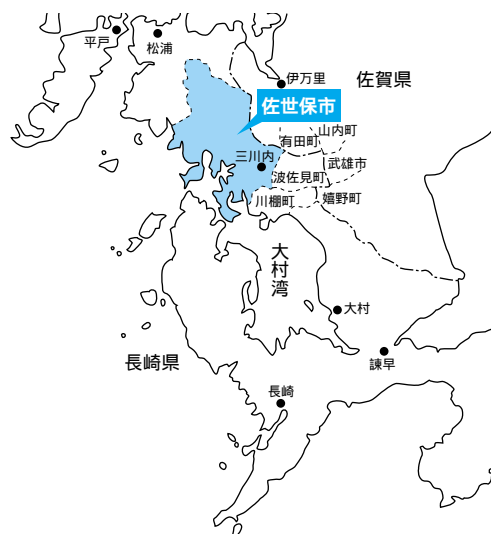 平戸
松浦
伊万里
佐賀県
佐世保市
山内町
有田町
三川内
武雄市
波佐見町
川棚町
嬉野町
大村湾
大村
諫早
長崎県
長崎